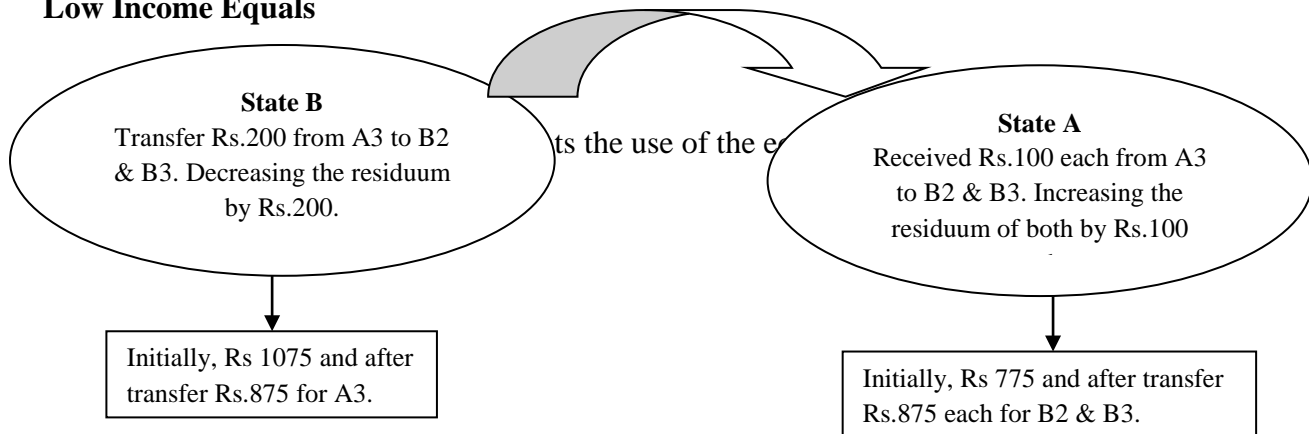 Low Income Equals
State B
Transfer Rs.200 from A3 to B2
& B3. Decreasing the residuum
by Rs.200.
ts the use of the e
State A
Received Rs.100 each from A3
to B2 & B3. Increasing the
residuum of both by Rs.100
Initially, Rs 1075 and after
transfer Rs.875 for A3.
Initially, Rs 775 and after transfer
Rs.875 each for B2 & B3.